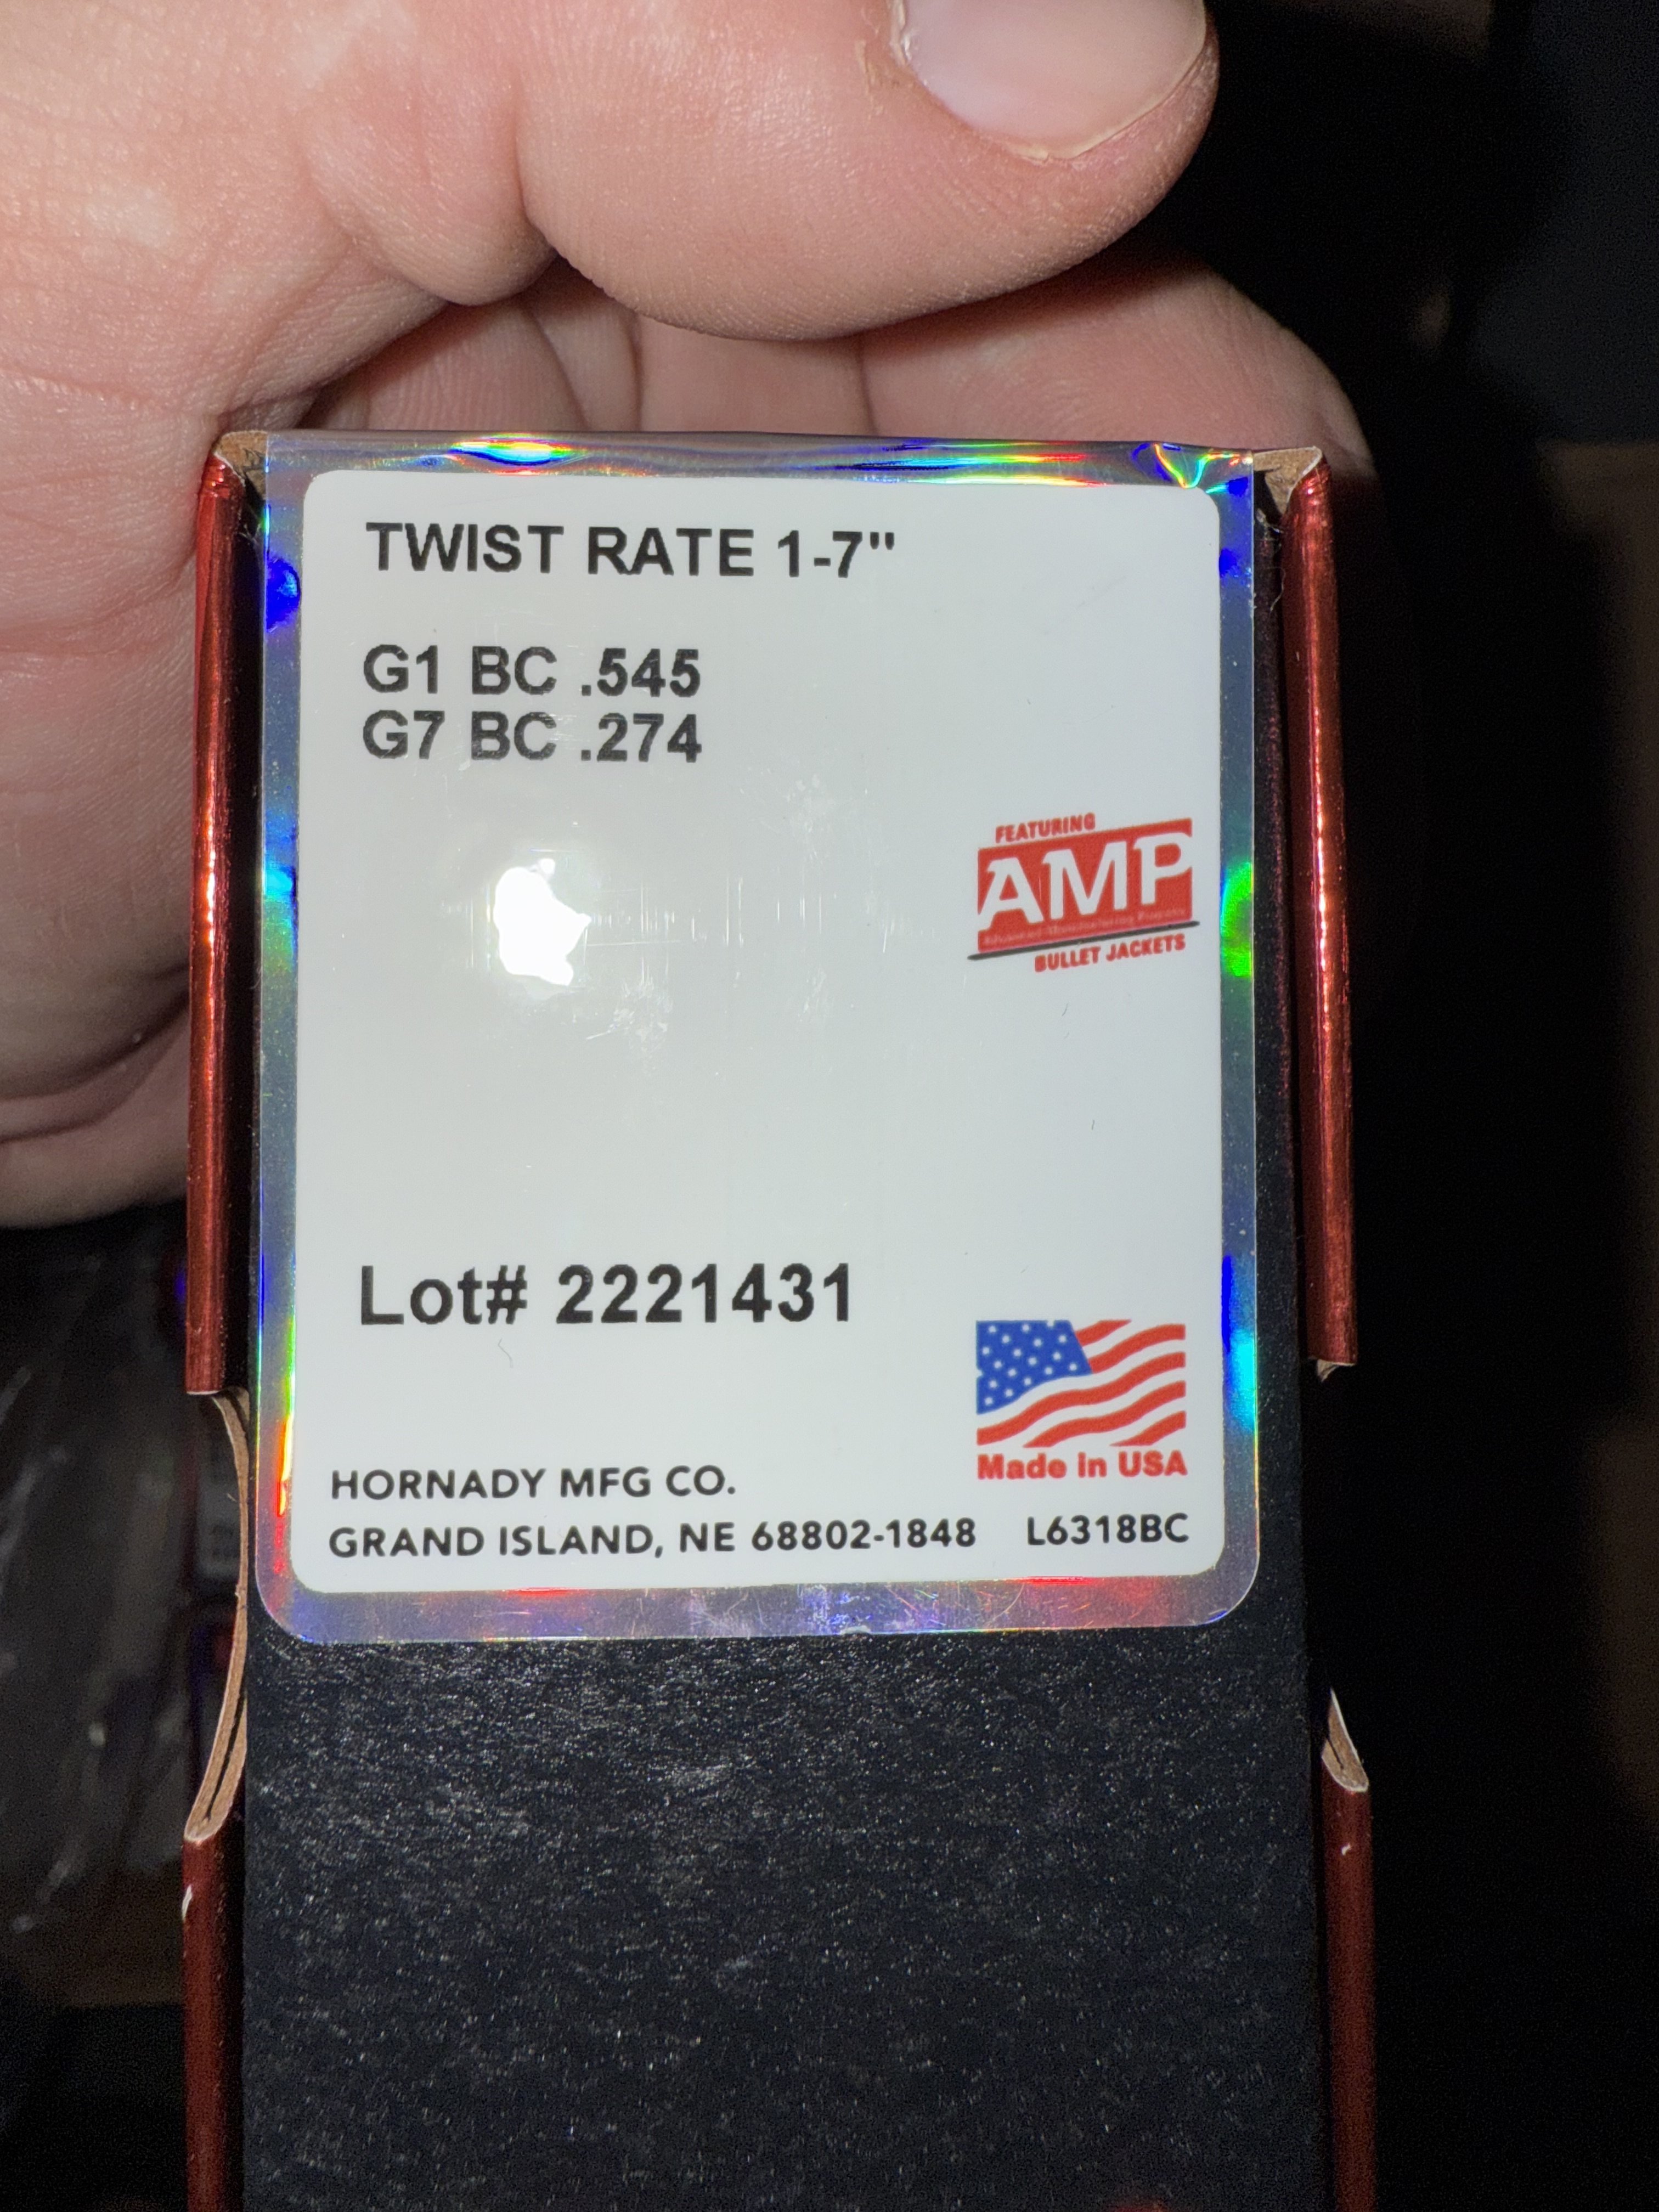 TWIST RATE 1-7"
G1 BC .545
G7 BC .274
FEATURING
AMP
BULLET JACKETS
Lot# 2221431
Made in USA
HORNADY MFG CO.
GRAND ISLAND, NE 68802-1848 L6318BC